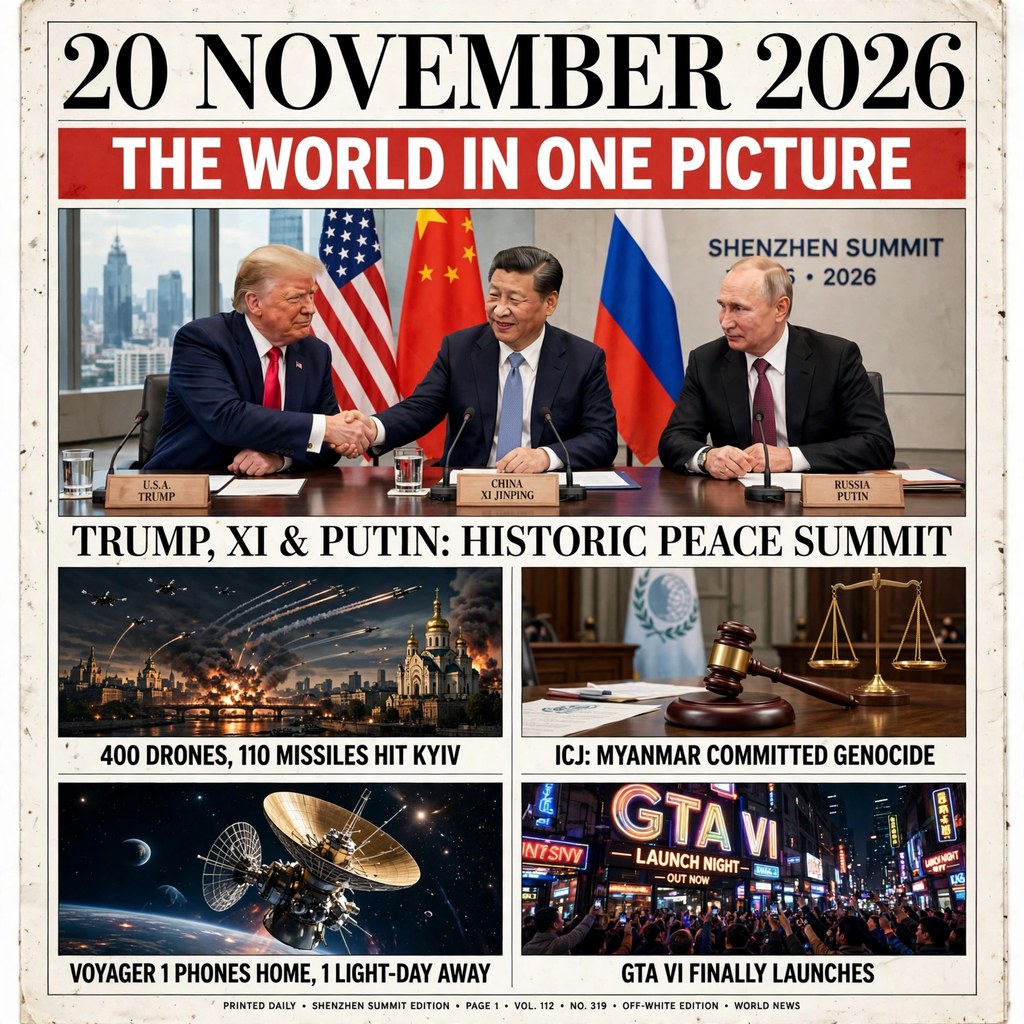 20 NOVEMBER 2026
THE WORLD IN ONE PICTURE
SHENZHEN SUMMIT
6 • 2026
U.S.A.
TRUMP
CHINA
XI JINPING
RUSSIA
PUTIN
TRUMP, XI & PUTIN: HISTORIC PEACE SUMMIT
400 DRONES, 110 MISSILES HIT KYIV
ICJ: MYANMAR COMMITTED GENOCIDE
GTA VI
LAUNCH NIGHT
OUT NOW
LAUNCH NIGHT
VOYAGER 1 PHONES HOME, 1 LIGHT-DAY AWAY
GTA VI FINALLY LAUNCHES
PRINTED DAILY • SHENZHEN SUMMIT EDITION • PAGE 1 • VOL. 112 • NO. 319 • OFF-WHITE EDITION • WORLD NEWS